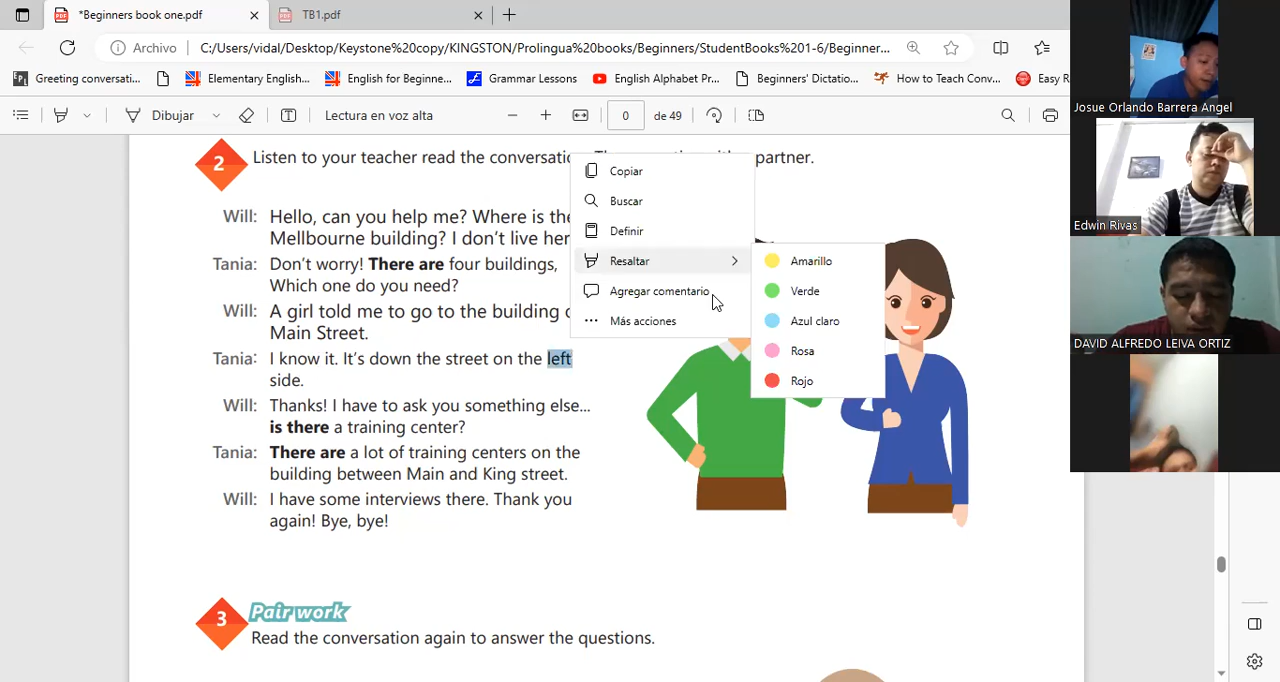 *Beginners book one.pdf
TB1.pdf
Archivo
C:/Users/vidal/Desktop/Keystone%20copy/KINGSTON/Prolingua%20books/Beginners/StudentBooks%201-6/Beginner...
Greeting conversati...
Elementary English...
English for Beginne...
Grammar Lessons
English Alphabet Pr...
Beginners' Dictatio...
How to Teach Conv...
Easy R
Dibujar
Lectura en voz alta
0
de 49
2
Listen to your teacher read the
partner.
Will: Hello, can you help me? Where is the
Mellbourne building? I don't live
Tania: Don't worry! There are four buildings,
Which one do you need?
Will: A girl told me to go to the building
Main Street.
Tania: I know it. It's down the street on the left
side.
Will: Thanks! I have to ask you something else...
is there a training center?
Tania: There are a lot of training centers on the
building between Main and King street.
Will: I have some interviews there. Thank you
again! Bye, bye!
Copiar
Buscar
Definir
Resaltar
Agregar comentario
Más acciones
Amarillo
Verde
Azul claro
Rosa
Rojo
3
Pair work
Read the conversation again to answer the questions.
Josue Orlando Barrera Angel
Edwin Rivas
DAVID ALFREDO LEIVA ORTIZ